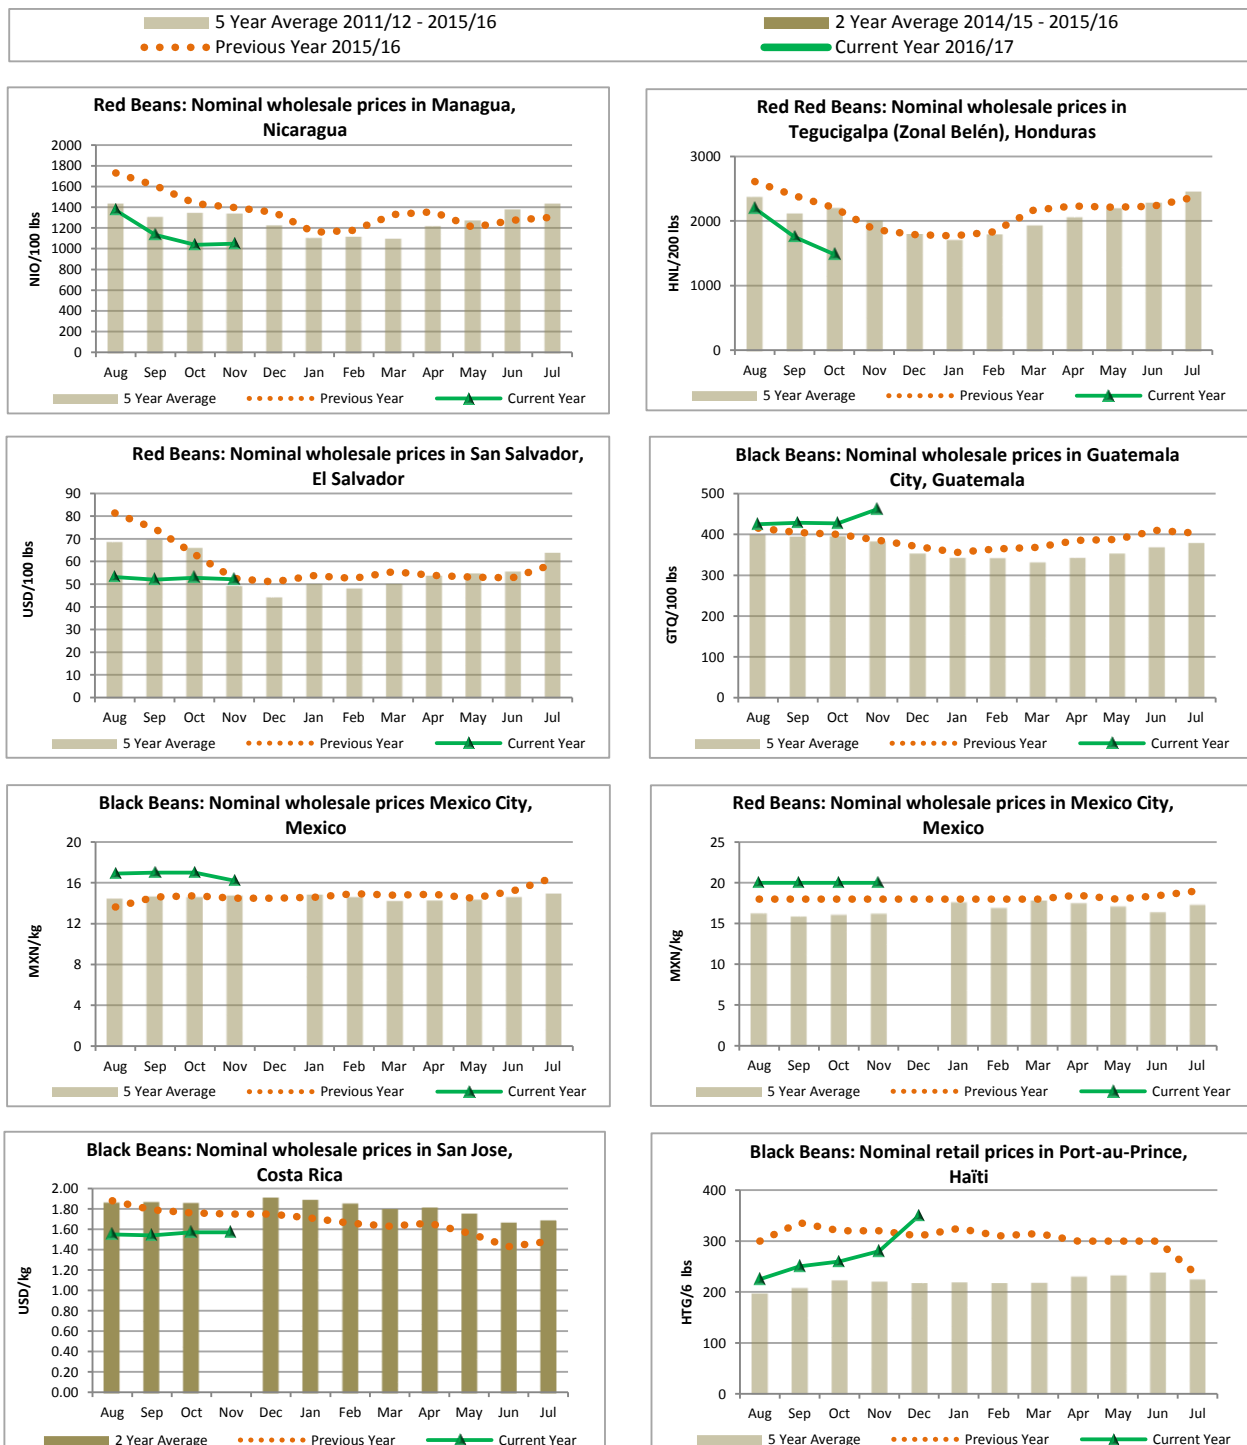 5 Year Average 2011/12 - 2015/16
2 Year Average 2014/15 - 2015/16
Previous Year 2015/16
Current Year 2016/17
Red Beans: Nominal wholesale prices in Managua,
Nicaragua
NIO/100 lbs
2000
1800
1600
1400
1200
1000
800
600
400
200
0
Aug Sep Oct Nov Dec Jan Feb Mar Apr May Jun Jul
5 Year Average Previous Year Current Year
Red Red Beans: Nominal wholesale prices in
Tegucigalpa (Zonal Belén), Honduras
HNL/200 lbs
3000
2000
1000
0
Aug Sep Oct Nov Dec Jan Feb Mar Apr May Jun Jul
5 Year Average Previous Year Current Year
Red Beans: Nominal wholesale prices in San Salvador,
El Salvador
USD/100 lbs
90
80
70
60
50
40
30
20
10
0
Aug Sep Oct Nov Dec Jan Feb Mar Apr May Jun Jul
5 Year Average Previous Year Current Year
Black Beans: Nominal wholesale prices in Guatemala
City, Guatemala
GTQ/100 lbs
500
400
300
200
100
0
Aug Sep Oct Nov Dec Jan Feb Mar Apr May Jun Jul
5 Year Average Previous Year Current Year
Black Beans: Nominal wholesale prices Mexico City,
Mexico
MXN/kg
20
16
12
8
4
0
Aug Sep Oct Nov Dec Jan Feb Mar Apr May Jun Jul
5 Year Average Previous Year Current Year
Red Beans: Nominal wholesale prices in Mexico City,
Mexico
MXN/kg
25
20
15
10
5
0
Aug Sep Oct Nov Dec Jan Feb Mar Apr May Jun Jul
5 Year Average Previous Year Current Year
Black Beans: Nominal wholesale prices in San Jose,
Costa Rica
USD/kg
2.00
1.80
1.60
1.40
1.20
1.00
0.80
0.60
0.40
0.20
0.00
Aug Sep Oct Nov Dec Jan Feb Mar Apr May Jun Jul
2 Year Average Previous Year Current Year
Black Beans: Nominal retail prices in Port-au-Prince,
Haïti
HTG/6 lbs
400
300
200
100
0
Aug Sep Oct Nov Dec Jan Feb Mar Apr May Jun Jul
5 Year Average Previous Year Current Year